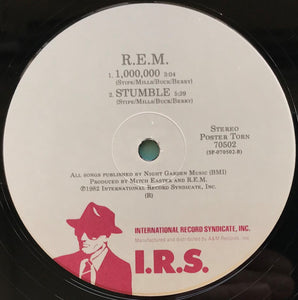 R.E.M.
1. 1,000,000 3:04
(Stipe/Mills/Buck/Berry)
2. STUMBLE 5:39
(Stipe/Mills/Buck/Berry)
Stereo
Poster Torn
70502
(SP-070502-B)
All songs published by Night Garden Music (BMI)
Produced by Mitch Easter and R.E.M.
©1982 International Record Syndicate, Inc.
(B)
INTERNATIONAL RECORD SYNDICATE, INC.
Manufactured and distributed by A&M Records, Inc.
I.R.S.